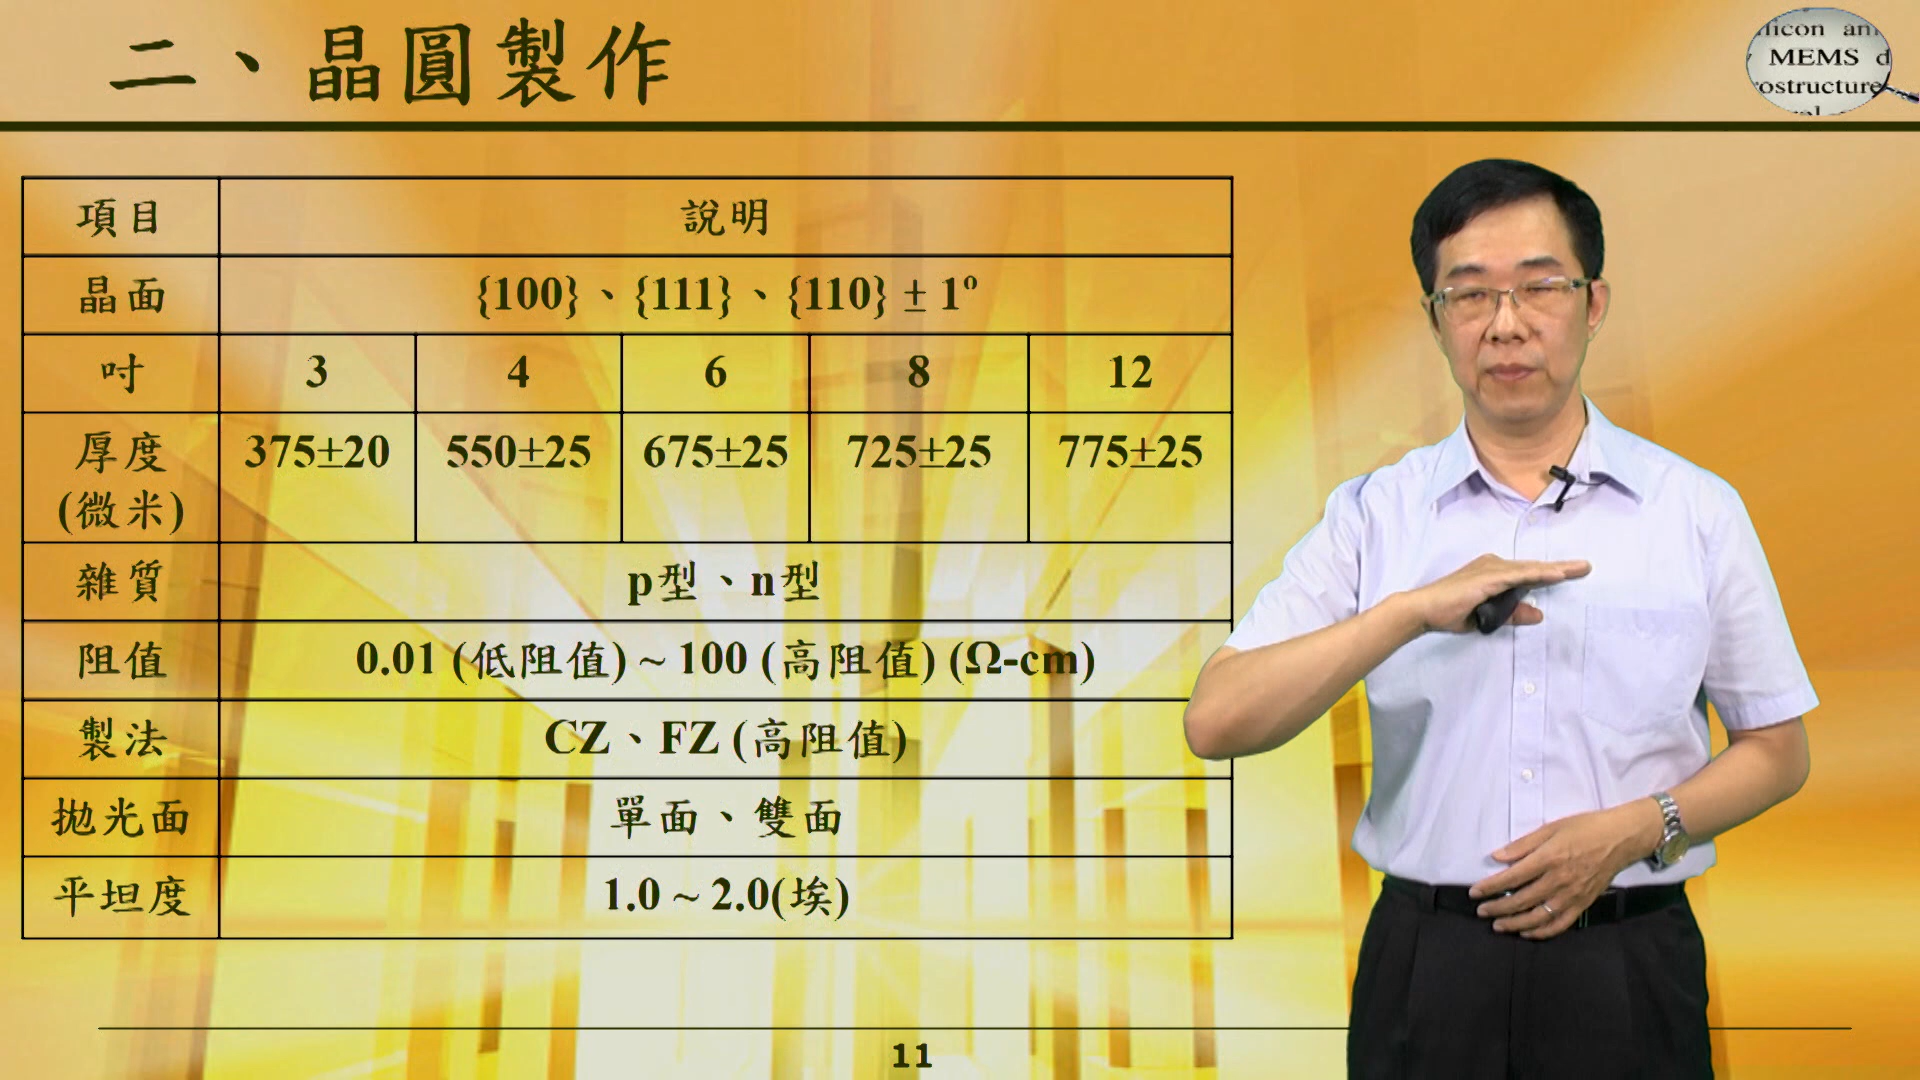 二、晶圓製作
licon an
MEMS d
ostructure
項目 說明
晶面 {100}、{111}、{110} ± 1º
吋 3 4 6 8 12
厚度 375±20 550±25 675±25 725±25 775±25
(微米)
雜質 p型、n型
阻值 0.01 (低阻值) ~ 100 (高阻值) (Ω-cm)
製法 CZ、FZ (高阻值)
拋光面 單面、雙面
平坦度 1.0 ~ 2.0(埃)
11